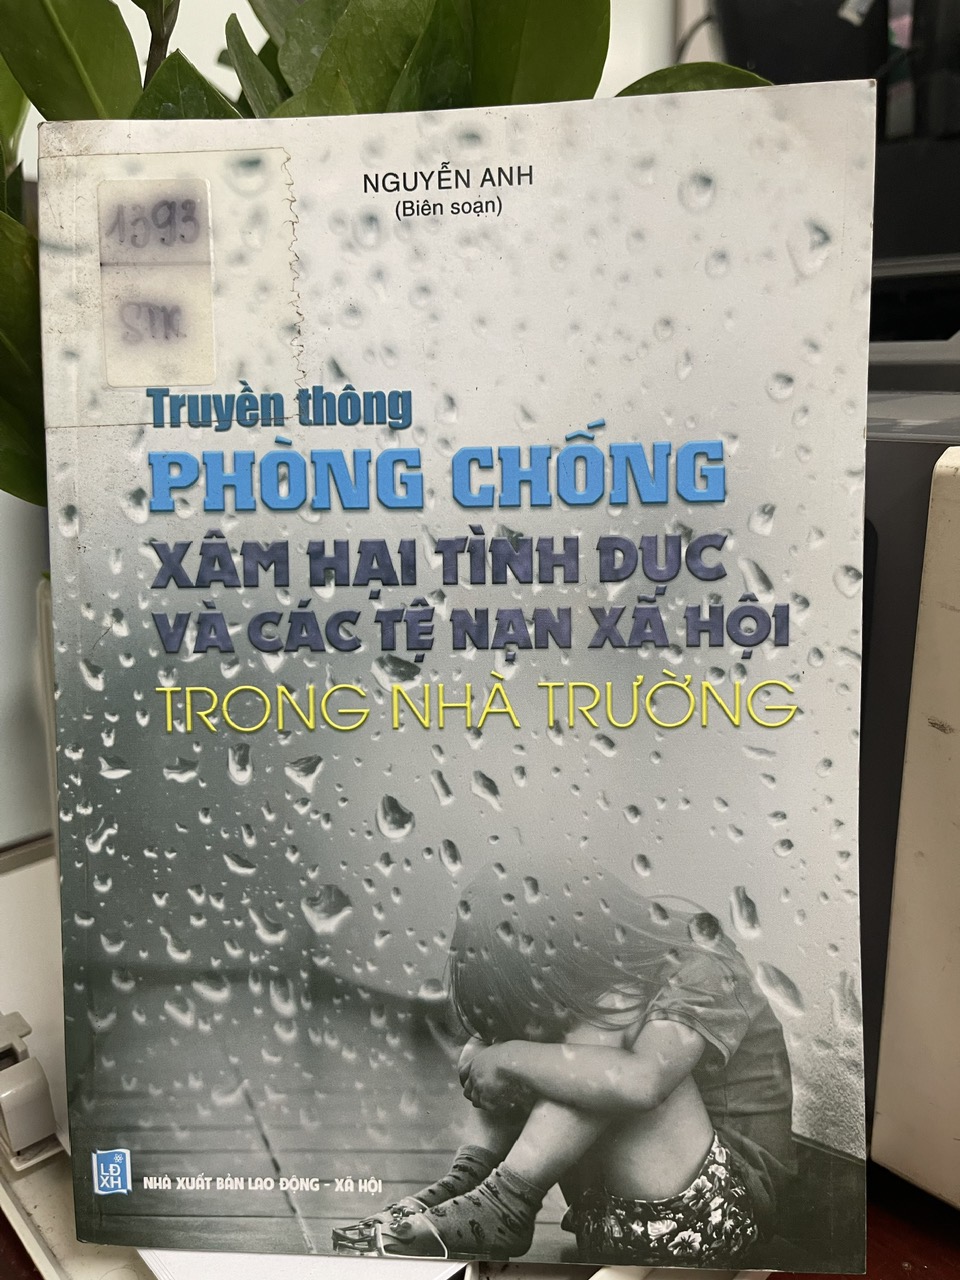 NGUYỄN ANH
(Biên soạn)
1393
STK
Truyền thông
PHÒNG CHỐNG
XÂM HẠI TÌNH DỤC
VÀ CÁC TỆ NẠN XÃ HỘI
TRONG NHÀ TRƯỜNG
LĐ
XH
NHÀ XUẤT BẢN LAO ĐỘNG - XÃ HỘI